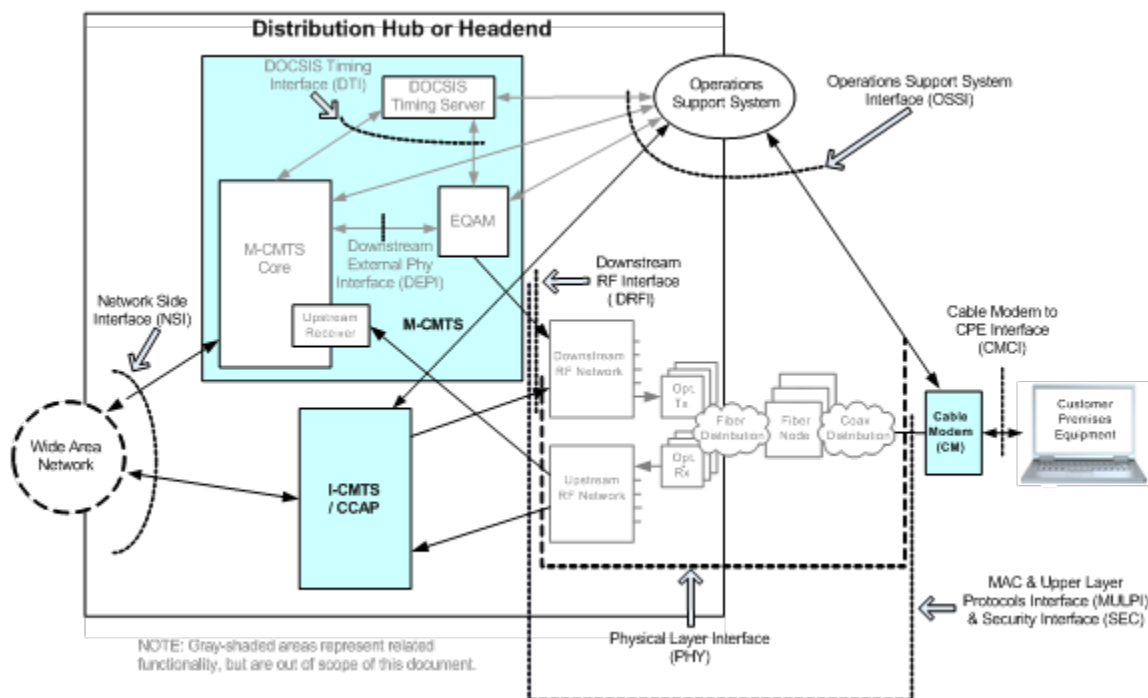 Distribution Hub or Headend
DOCSIS Timing
Interface (DTI)
DOCSIS
Timing Server
Operations
Support System
Operations Support System
Interface (OSSI)
M-CMTS
Core
EQAM
Downstream
External Phy
Interface (DEPI)
Upstream
Receiver
M-CMTS
Network Side
Interface (NSI)
Wide Area
Network
I-CMTS
/ CCAP
Downstream
RF Interface
( DRFI)
Downstream
RF Network
Upstream
RF Network
Opt.
Tx
Opt.
Rx
Fiber
Distribution
Fiber
Node
Coax
Distribution
Cable
Modem
(CM)
Cable Modem to
CPE Interface
(CMCI)
Customer
Premises
Equipment
MAC & Upper Layer
Protocols Interface (MULPI)
& Security Interface (SEC)
Physical Layer Interface
(PHY)
NOTE: Gray-shaded areas represent related
functionality, but are out of scope of this document.